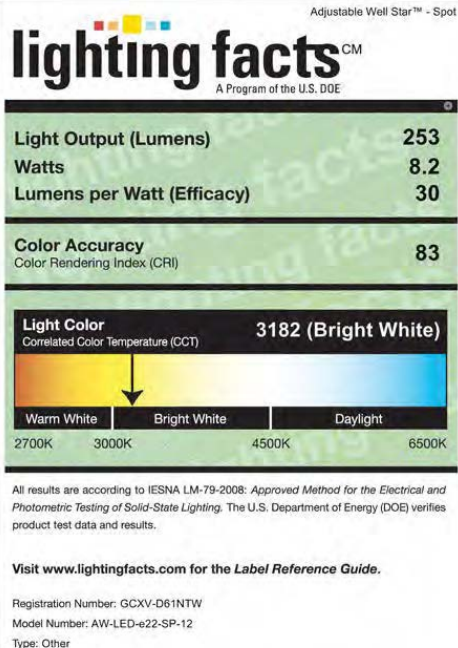 Adjustable Well Star™ - Spot
lighting facts℠
A Program of the U.S. DOE
Light Output (Lumens) 253
Watts 8.2
Lumens per Watt (Efficacy) 30
Color Accuracy
Color Rendering Index (CRI) 83
Light Color
Correlated Color Temperature (CCT) 3182 (Bright White)
Warm White Bright White Daylight
2700K 3000K 4500K 6500K
All results are according to IESNA LM-79-2008: Approved Method for the Electrical and
Photometric Testing of Solid-State Lighting. The U.S. Department of Energy (DOE) verifies
product test data and results.
Visit www.lightingfacts.com for the Label Reference Guide.
Registration Number: GCXV-D61NTW
Model Number: AW-LED-e22-SP-12
Type: Other